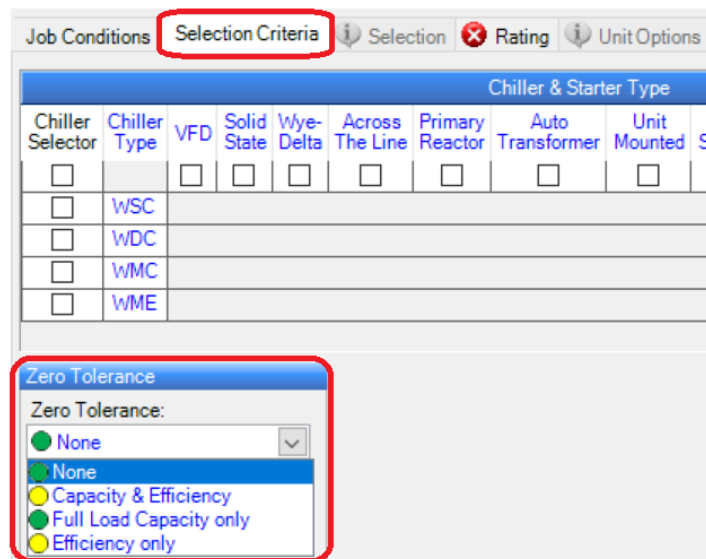 Job Conditions Selection Criteria Selection Rating Unit Options
Chiller & Starter Type
Chiller Chiller VFD Solid Wye- Across Primary Auto Unit
Selector Type State Delta The Line Reactor Transformer Mounted
WSC
WDC
WMC
WME
Zero Tolerance
Zero Tolerance:
None
None
Capacity & Efficiency
Full Load Capacity only
Efficiency only